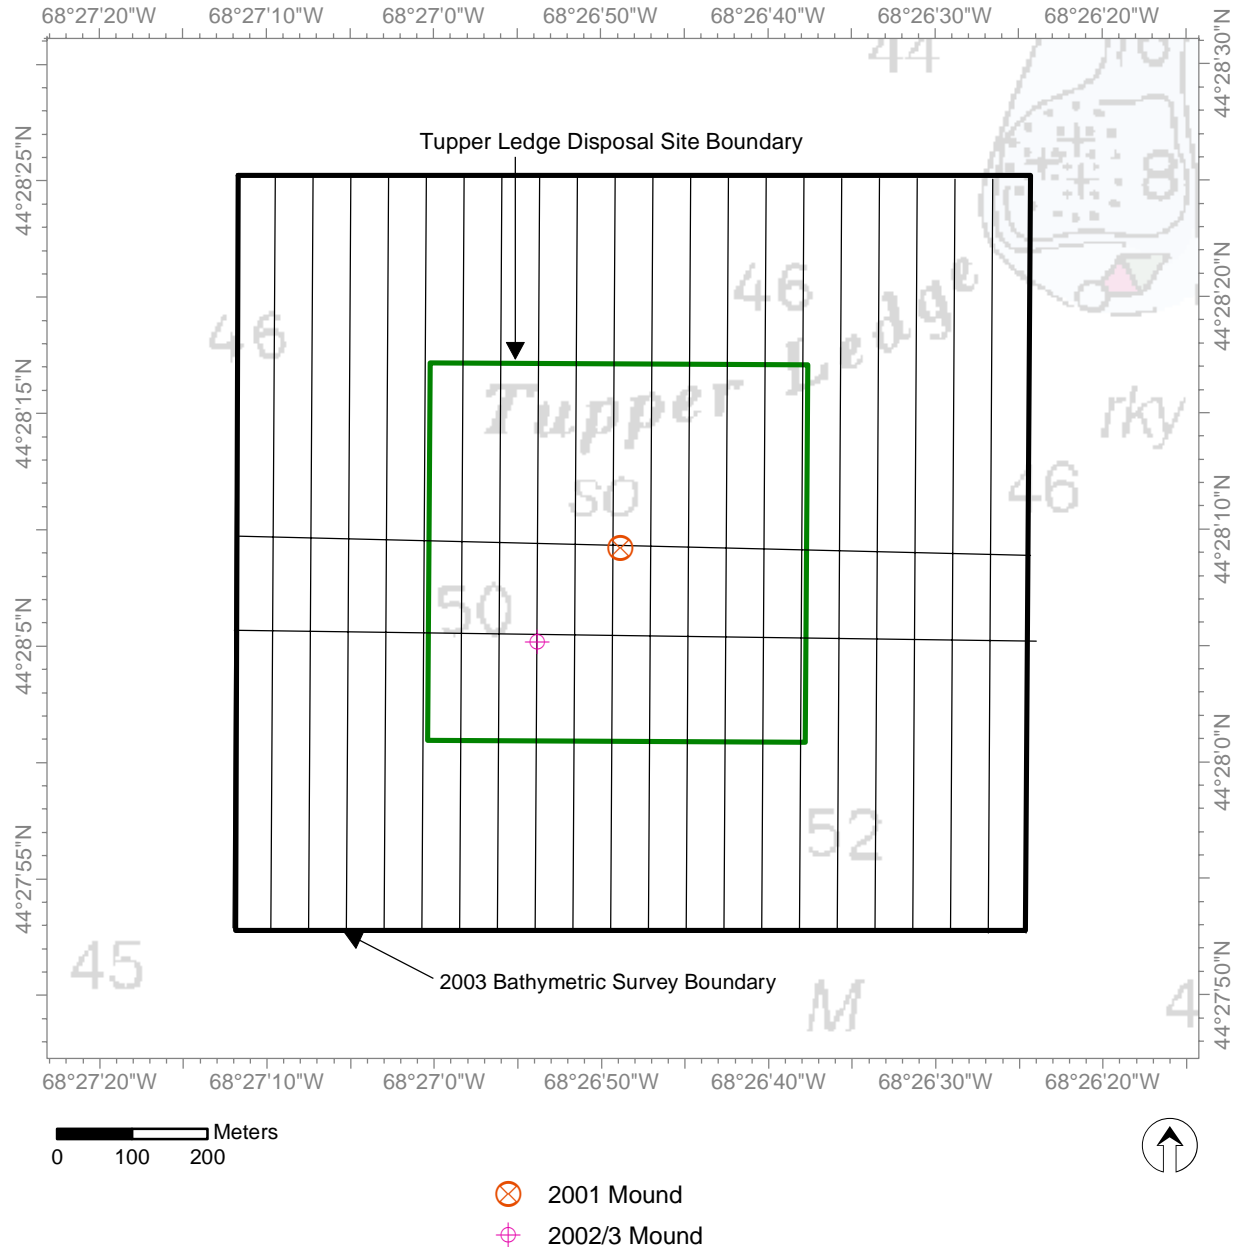 68°27'20"W 68°27'10"W 68°27'0"W 68°26'50"W 68°26'40"W 68°26'30"W 68°26'20"W
44°28'30"N
44
8
44°28'25"N
Tupper Ledge Disposal Site Boundary
44°28'20"N
46
46
Tupper Ledge
44°28'15"N
rky
so
46
44°28'10"N
50
44°28'5"N
44°28'0"N
52
44°27'55"N
45
2003 Bathymetric Survey Boundary
M
4
44°27'50"N
68°27'20"W 68°27'10"W 68°27'0"W 68°26'50"W 68°26'40"W 68°26'30"W 68°26'20"W
Meters
0 100 200
2001 Mound
2002/3 Mound